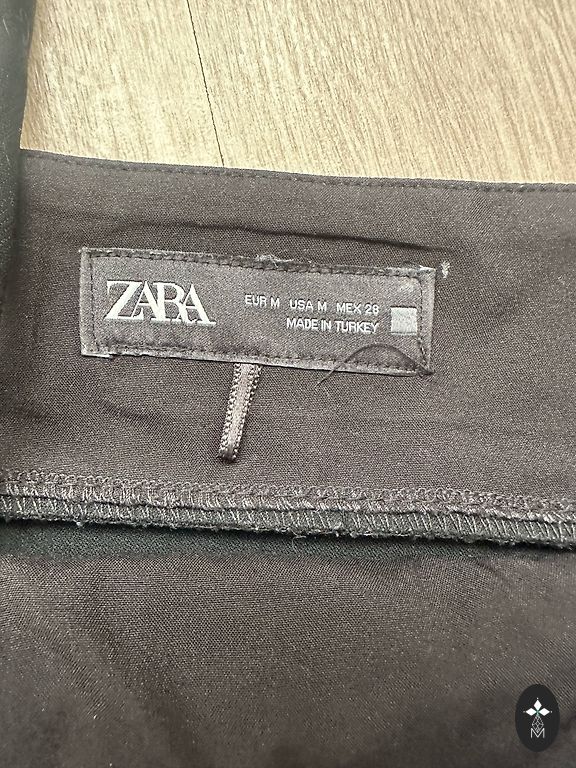 ZARA
EUR M USA M MEX 28
MADE IN TURKEY
M